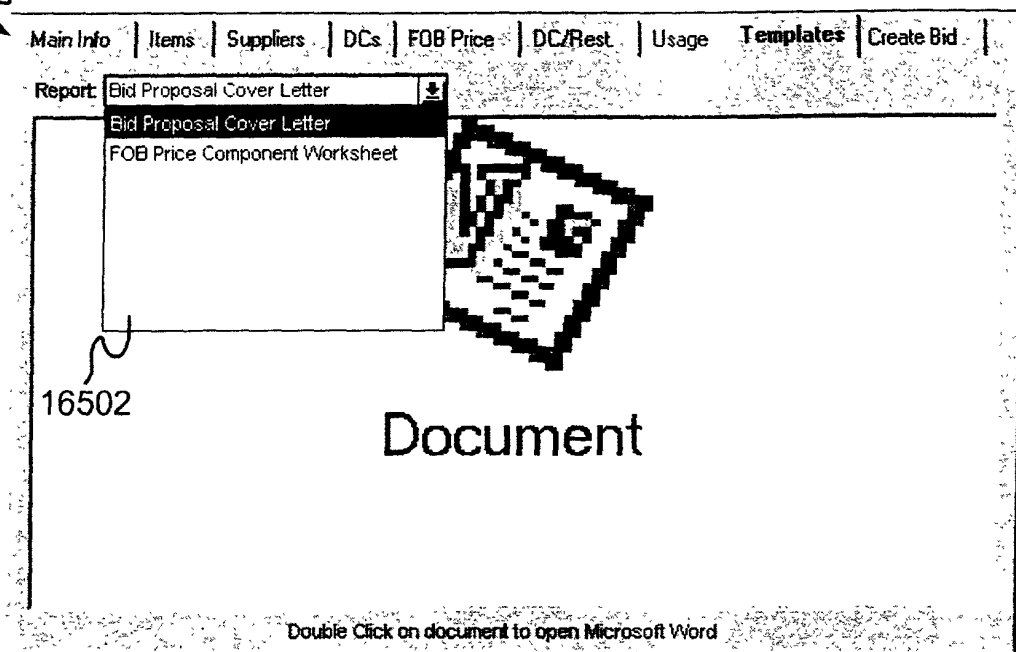 Main Info Items Suppliers DCs FOB Price DC/Rest. Usage Templates Create Bid
Report: Bid Proposal Cover Letter
Bid Proposal Cover Letter
FOB Price Component Worksheet
16502
Document
Double Click on document to open Microsoft Word